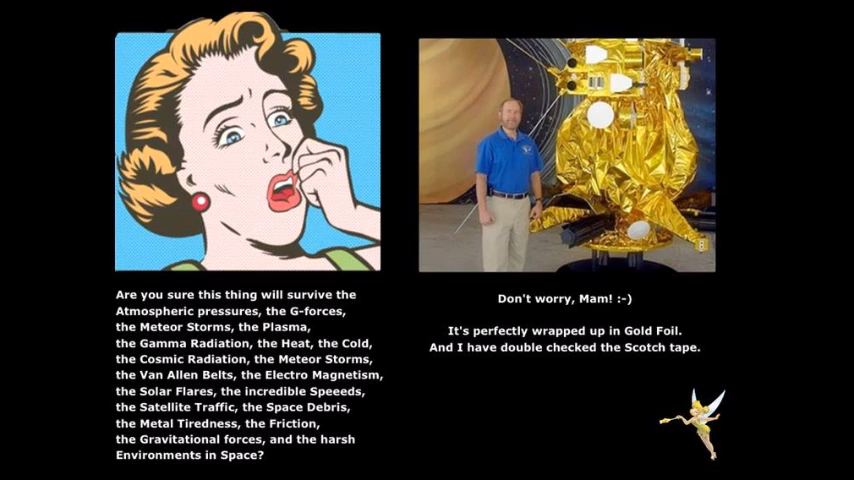 Are you sure this thing will survive the
Atmospheric pressures, the G-forces,
the Meteor Storms, the Plasma,
the Gamma Radiation, the Heat, the Cold,
the Cosmic Radiation, the Meteor Storms,
the Van Allen Belts, the Electro Magnetism,
the Solar Flares, the incredible Speeeds,
the Satellite Traffic, the Space Debris,
the Metal Tiredness, the Friction,
the Gravitational forces, and the harsh
Environments in Space?
Don't worry, Mam! :-)
It's perfectly wrapped up in Gold Foil.
And I have double checked the Scotch tape.